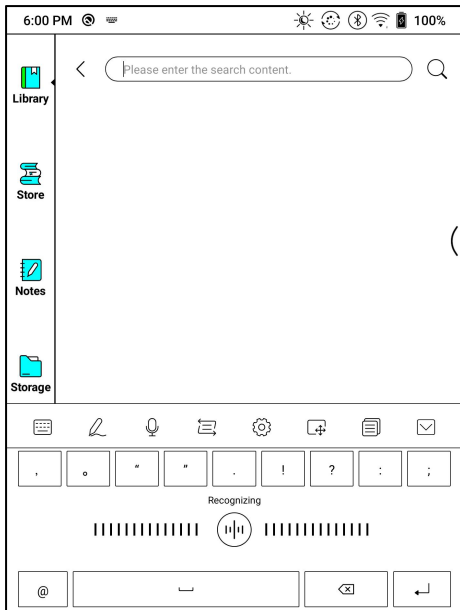 6:00 PM 100%
Please enter the search content.
Library
Store
Notes
Storage
, 。 “ ” . ! ? : ;
Recognizing
@